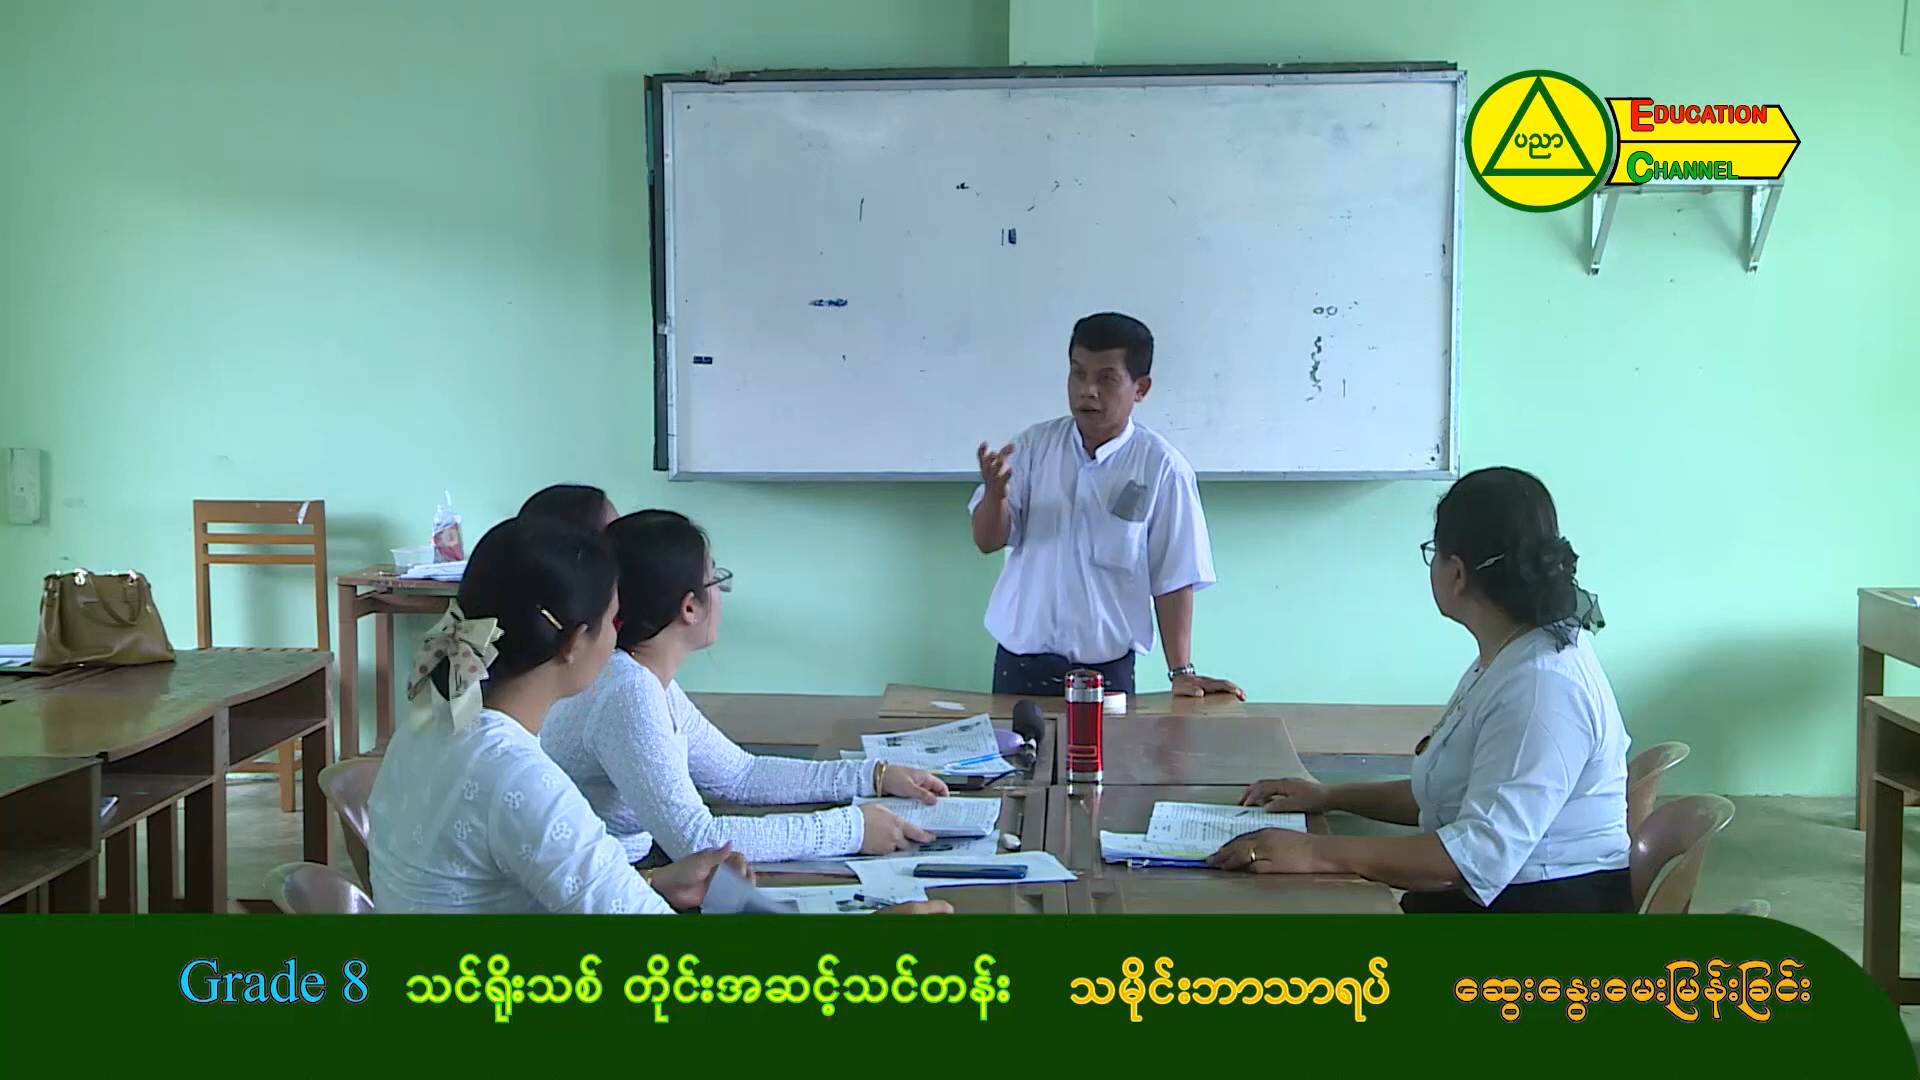 ပညာ
EDUCATION
CHANNEL
Grade 8 သင်ရိုးသစ် တိုင်းအဆင့်သင်တန်း သမိုင်းဘာသာရပ် ဆွေးနွေးမေးမြန်းခြင်း